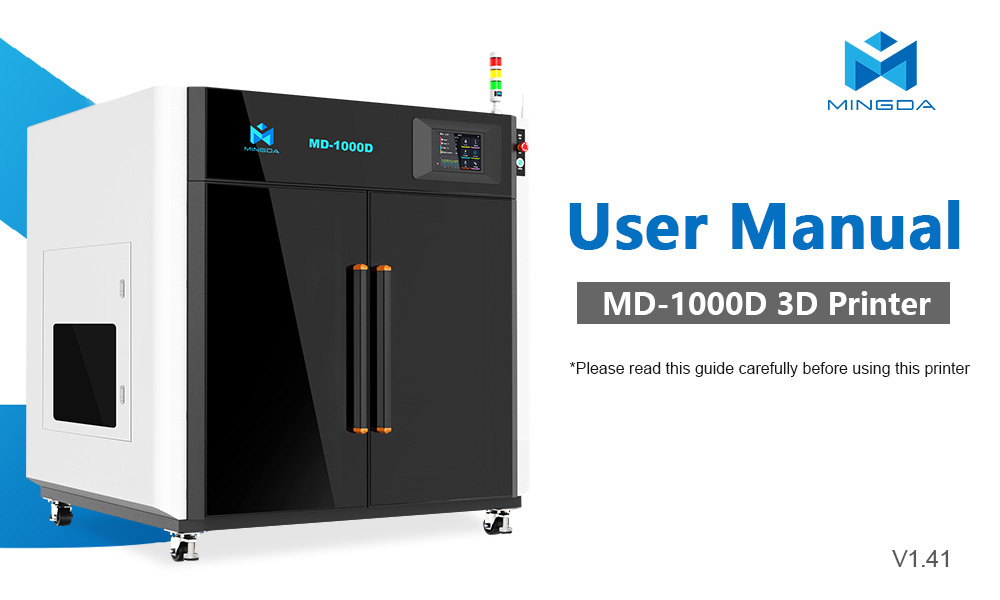 MINGDA
MINGDA
MD-1000D
User Manual
MD-1000D 3D Printer
*Please read this guide carefully before using this printer
V1.41